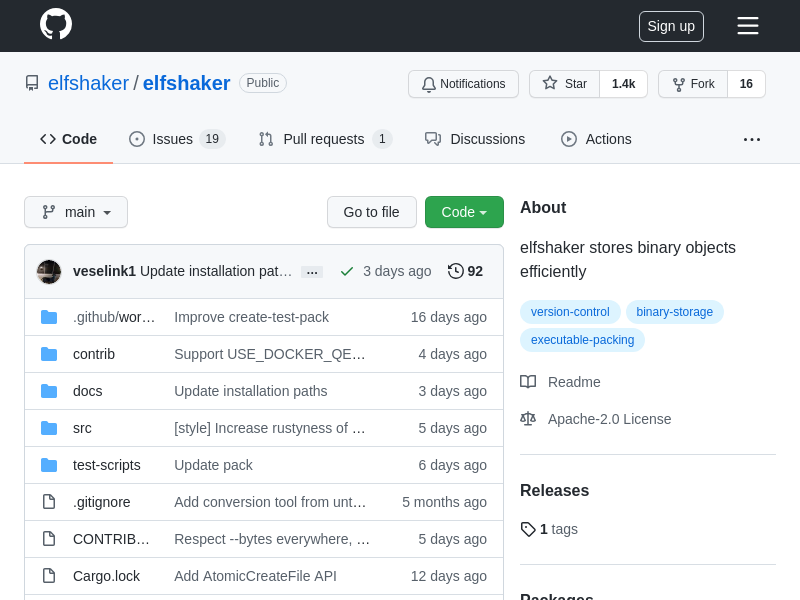 Sign up
elfshaker / elfshaker Public
Notifications Star 1.4k Fork 16
Code Issues 19 Pull requests 1 Discussions Actions ...
main Go to file Code
veselink1 Update installation pat… ... 3 days ago 92
.github/wor… Improve create-test-pack 16 days ago
contrib Support USE_DOCKER_QE… 4 days ago
docs Update installation paths 3 days ago
src [style] Increase rustyness of … 5 days ago
test-scripts Update pack 6 days ago
.gitignore Add conversion tool from unt… 5 months ago
CONTRIB… Respect --bytes everywhere, … 5 days ago
Cargo.lock Add AtomicCreateFile API 12 days ago
About
elfshaker stores binary objects
efficiently
version-control binary-storage
executable-packing
Readme
Apache-2.0 License
Releases
1 tags
Packages